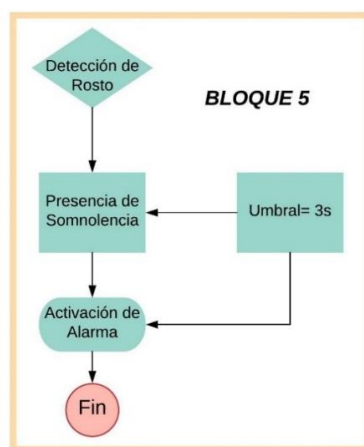 Detección de
Rosto
BLOQUE 5
Presencia de
Somnolencia
Umbral= 3s
Activación de
Alarma
Fin